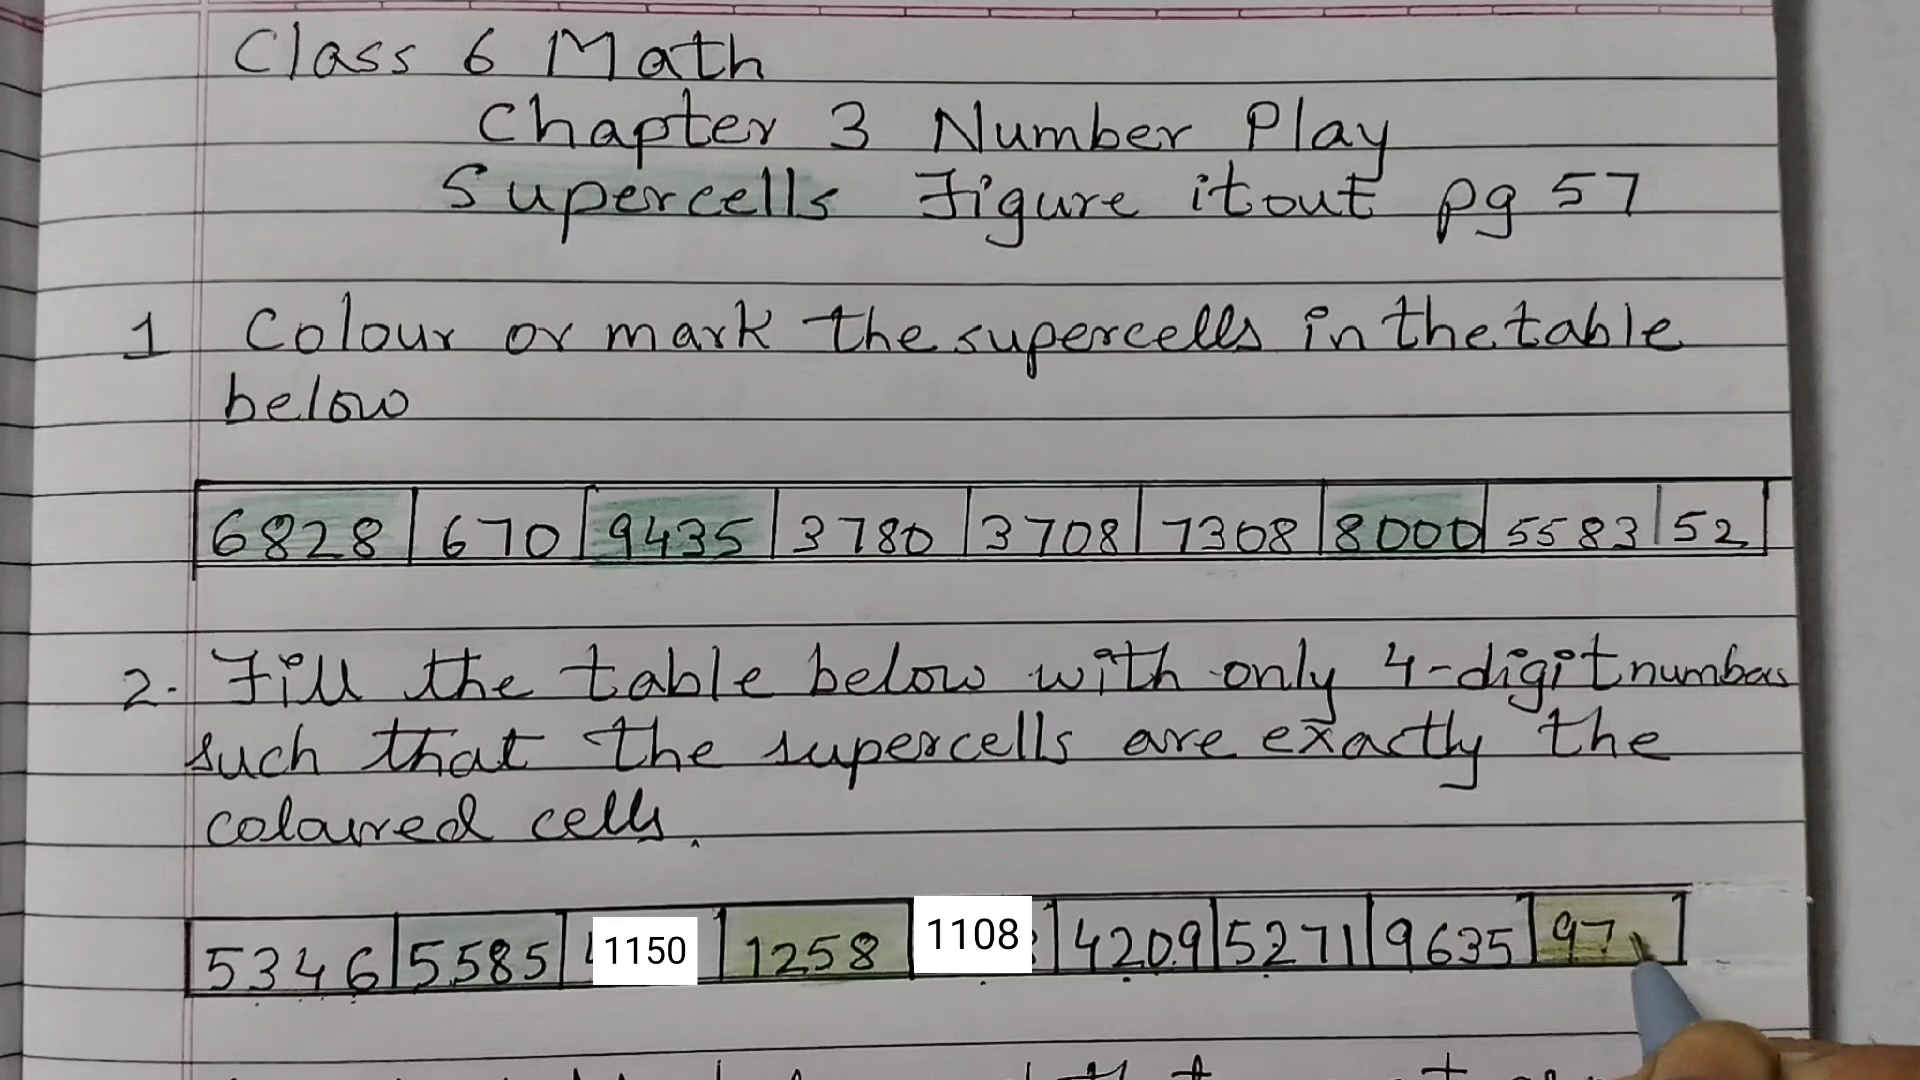 Class 6 Math
Chapter 3 Number Play
Supercells Figure it out pg 57
1 Colour or mark the supercells in the table
below
6828 670 9435 3780 3708 7308 8000 5583 52
2. Fill the table below with only 4-digit numbers
such that the supercells are exactly the
coloured cells.
5346 5585 1150 1258 1108 4209 5271 9635 97